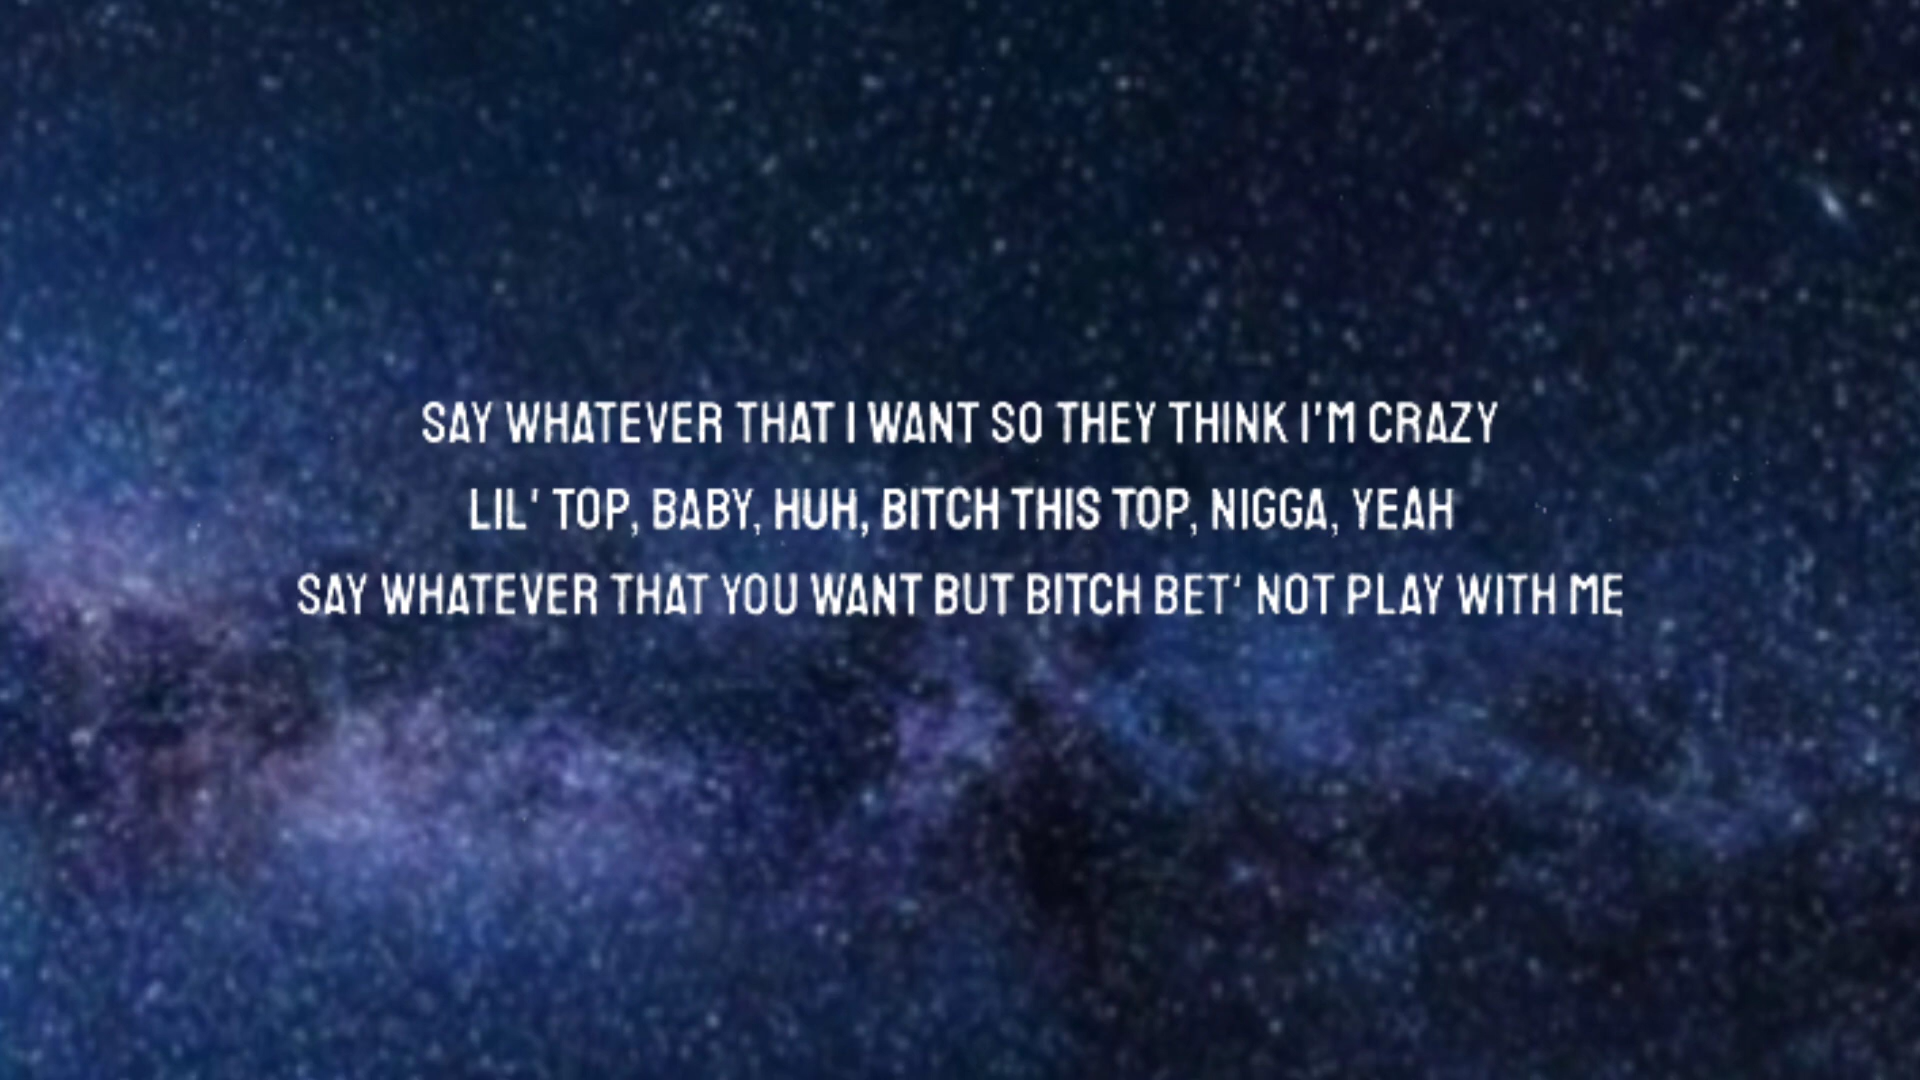 SAY WHATEVER THAT I WANT SO THEY THINK I'M CRAZY
LIL' TOP, BABY, HUH, BITCH THIS TOP, NIGGA, YEAH
SAY WHATEVER THAT YOU WANT BUT BITCH BET' NOT PLAY WITH ME